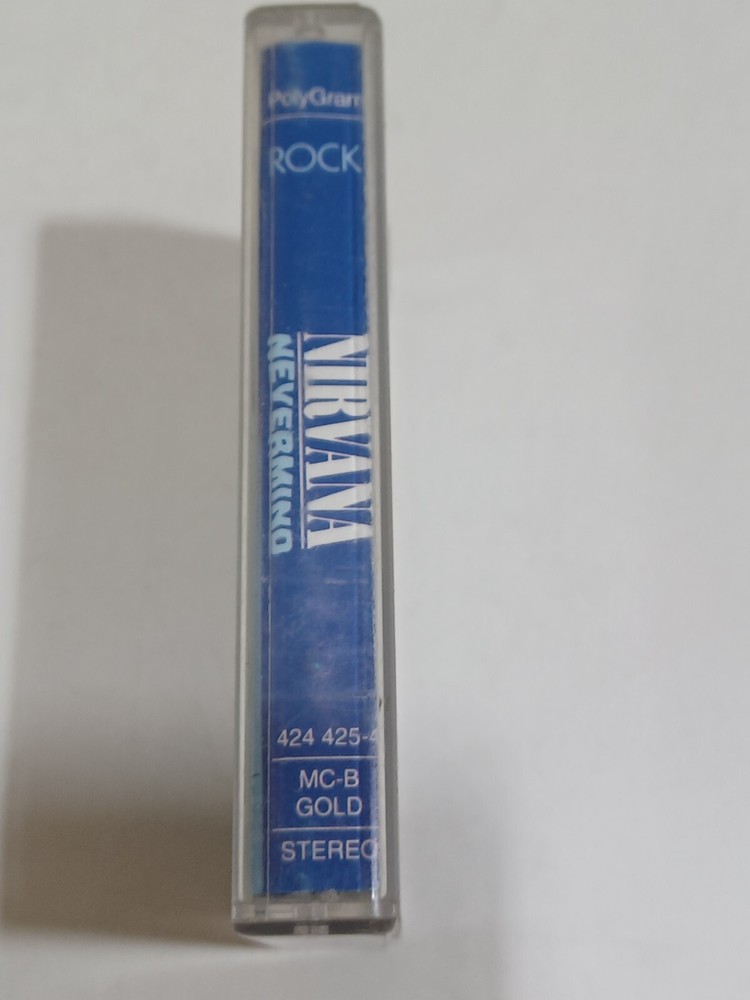 PolyGram
ROCK
NIRVANA
NEVERMIND
424 425-4
MC-B
GOLD
STEREO